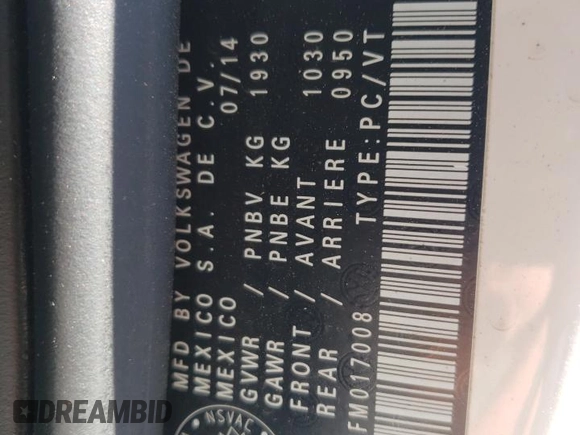 MFD BY VOLKSWAGEN DE
MEXICO S.A. DE C.V.
MEXICO 07/14
GVWR / PNBV KG 1930
GAWR / PNBE KG
FRONT / AVANT 1030
REAR / ARRIERE 0950
FM017008 TYPE:PC/VT
NSVAC
DREAMBID